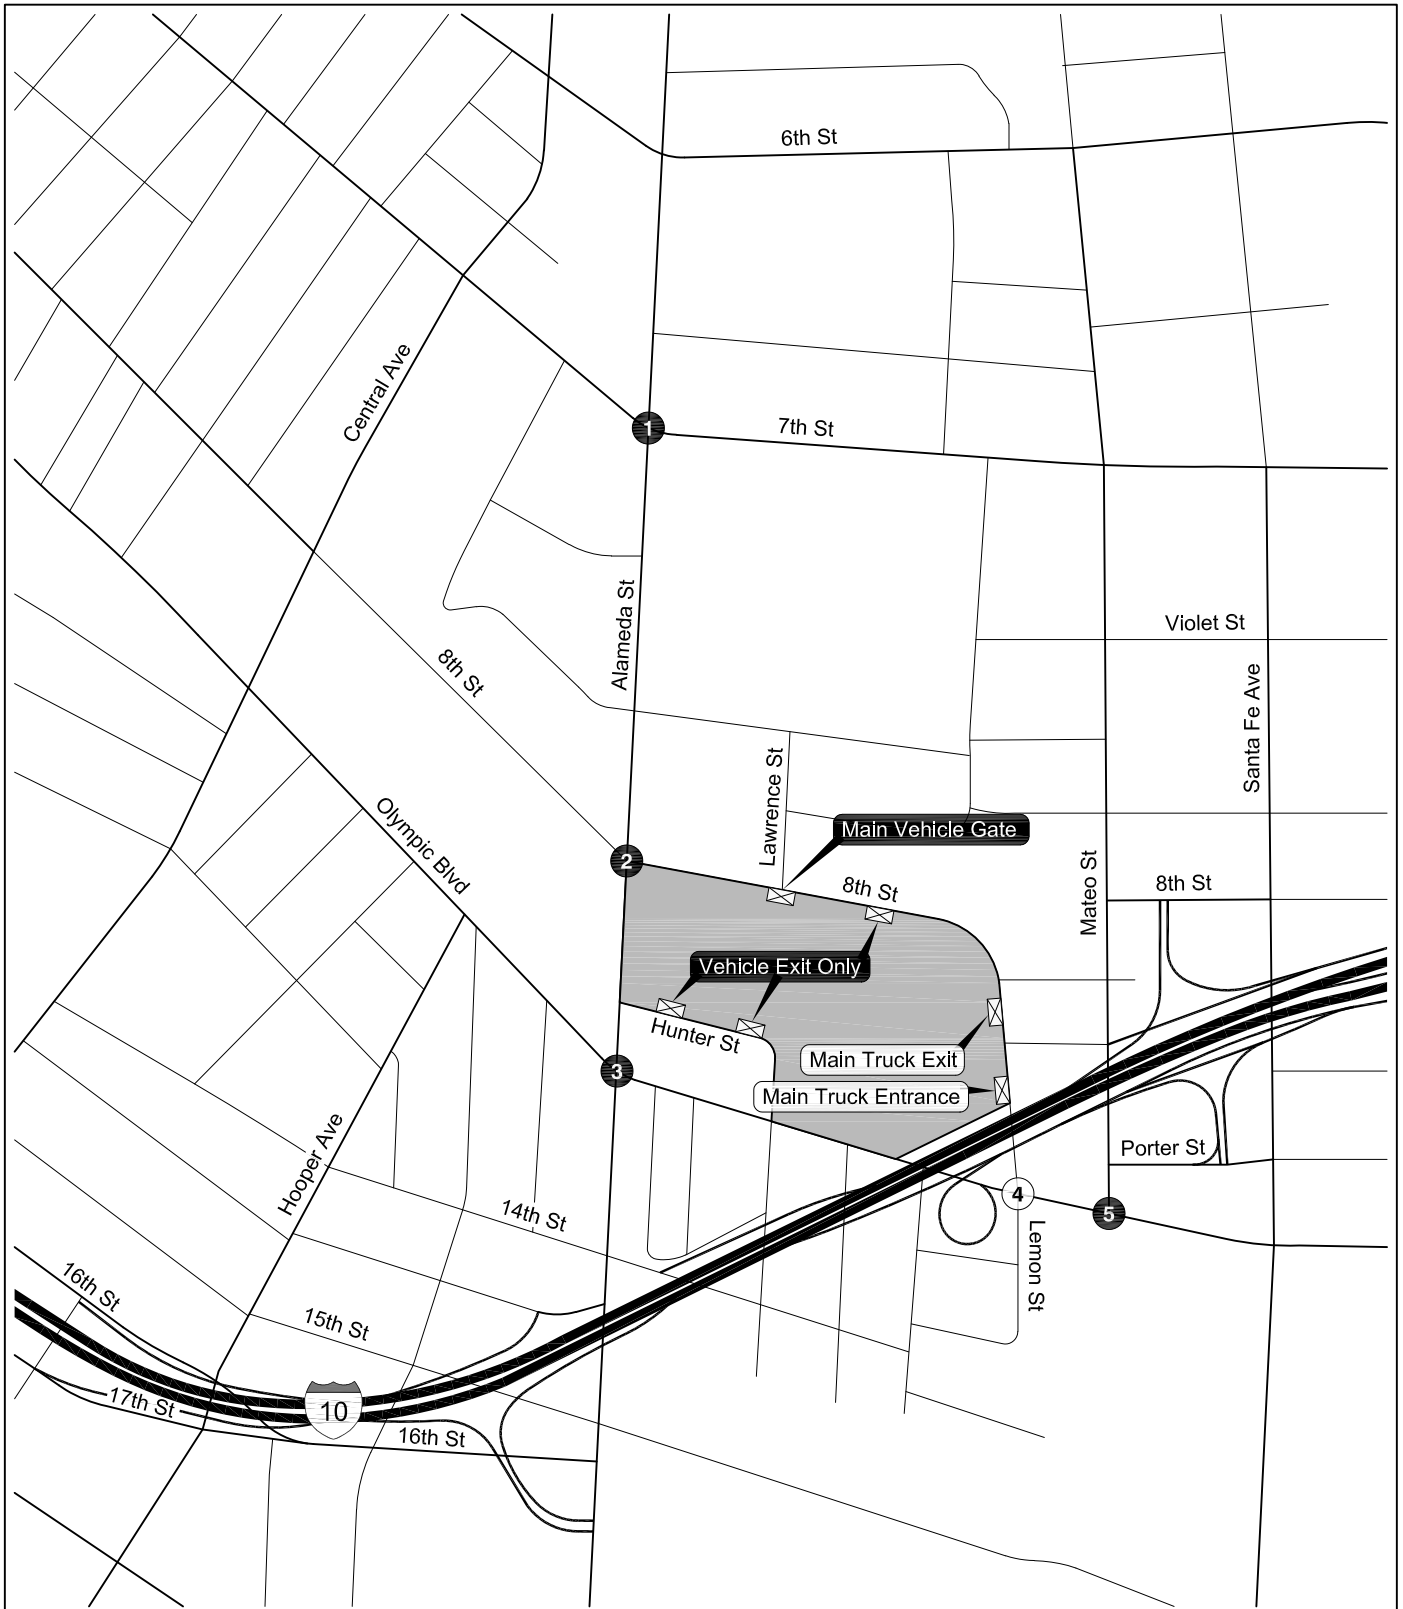 6th St
Central Ave
1
7th St
Alameda St
Violet St
8th St
Santa Fe Ave
Lawrence St
Main Vehicle Gate
Olympic Blvd
2
Mateo St
8th St
8th St
Vehicle Exit Only
Hunter St
Main Truck Exit
3
Main Truck Entrance
Hooper Ave
Porter St
4
5
14th St
Lemon St
16th St
15th St
17th St
10
16th St